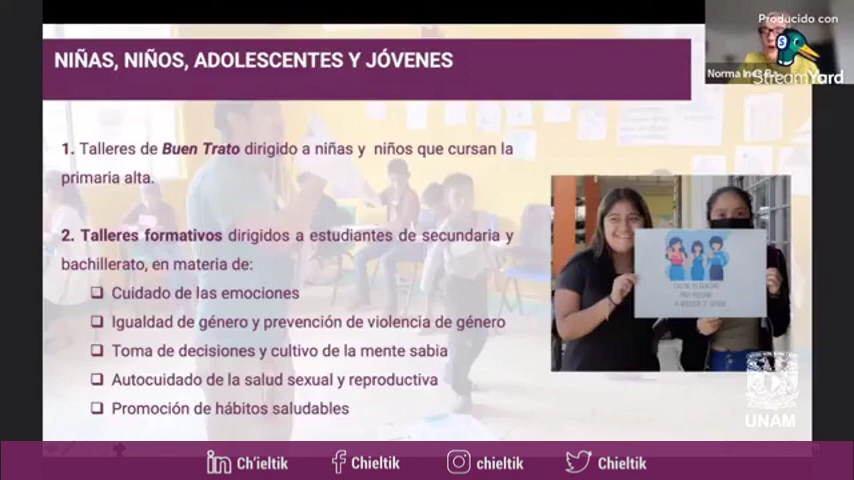 Producido con
StreamYard
NIÑAS, NIÑOS, ADOLESCENTES Y JÓVENES
1. Talleres de Buen Trato dirigido a niñas y niños que cursan la
primaria alta.
2. Talleres formativos dirigidos a estudiantes de secundaria y
bachillerato, en materia de:
Cuidado de las emociones
Igualdad de género y prevención de violencia de género
Toma de decisiones y cultivo de la mente sabia
Autocuidado de la salud sexual y reproductiva
Promoción de hábitos saludables
Norma
UNAM
Ch'ieltik
Chieltik
chieltik
Chieltik